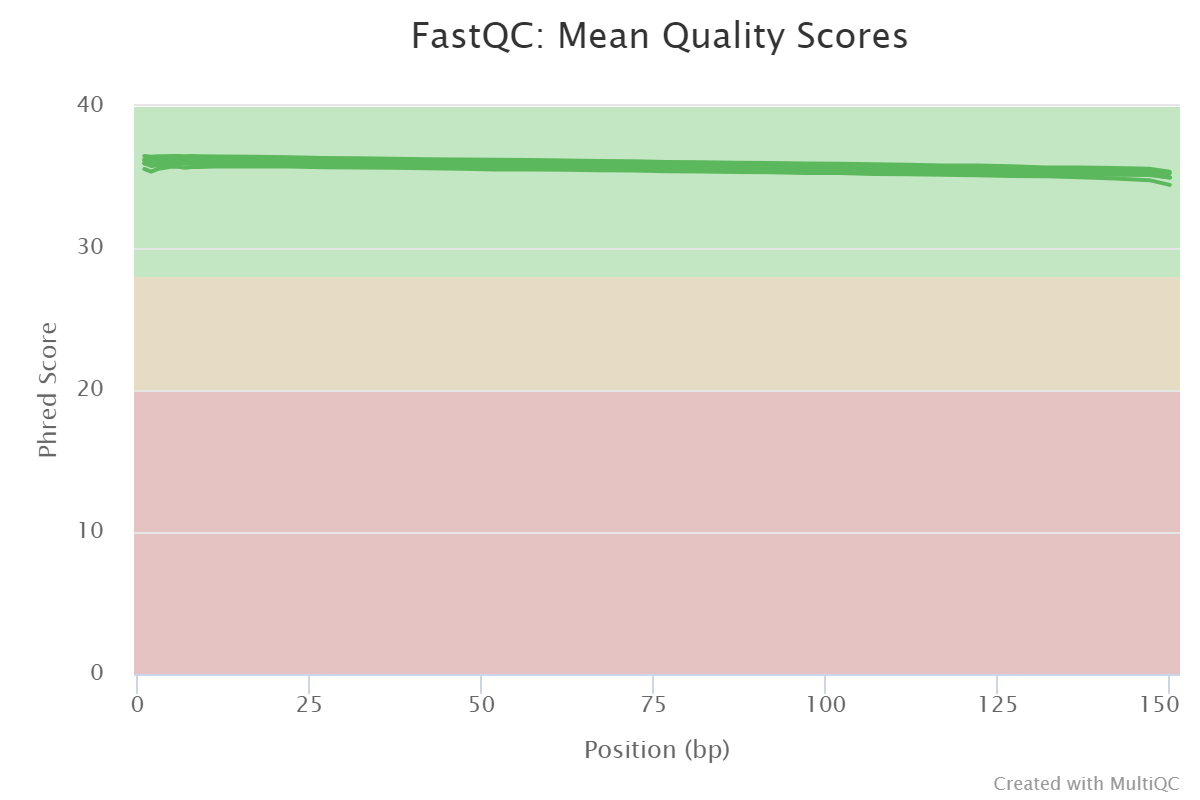 FastQC: Mean Quality Scores
40
30
20
10
0
Phred Score
0 25 50 75 100 125 150
Position (bp)
Created with MultiQC